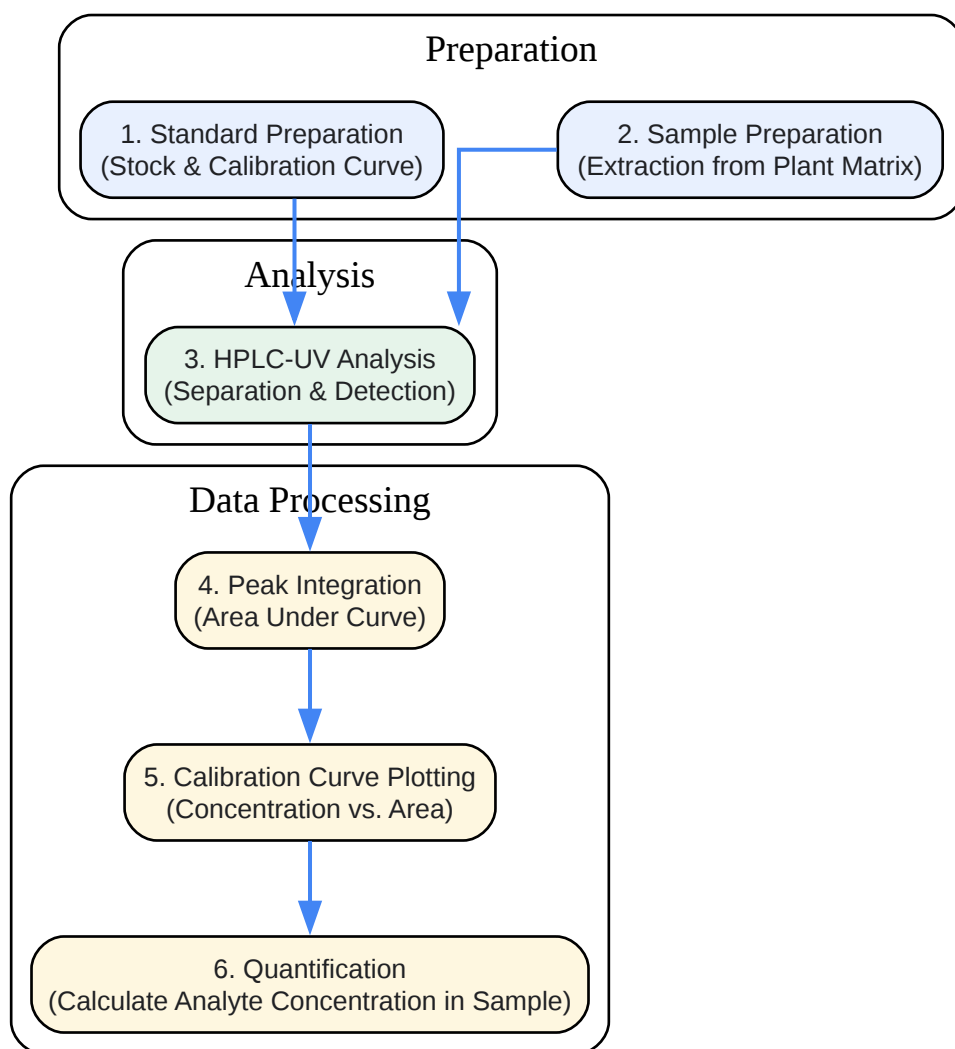 Preparation
1. Standard Preparation
(Stock & Calibration Curve)
2. Sample Preparation
(Extraction from Plant Matrix)
Analysis
3. HPLC-UV Analysis
(Separation & Detection)
Data Processing
4. Peak Integration
(Area Under Curve)
5. Calibration Curve Plotting
(Concentration vs. Area)
6. Quantification
(Calculate Analyte Concentration in Sample)